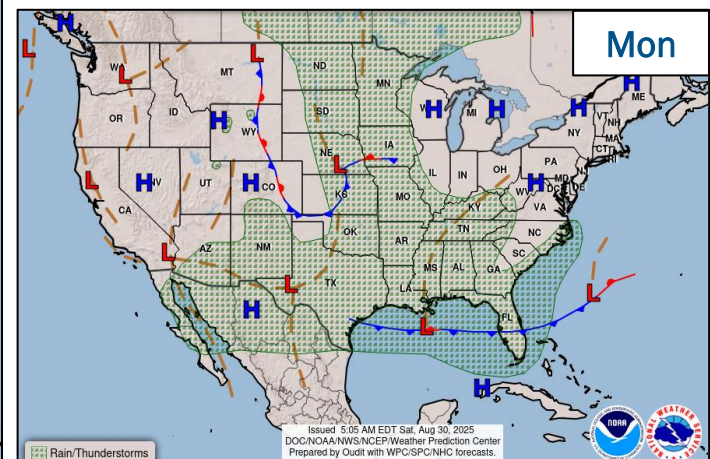 Mon
H
L
WA
L
MT
L
ND
MN
OR
ID
H
WY
SD
W
H
MI
H
H
NY
H
ME
VT
NH
MA
CT
RI
NE
L
IA
PA
NJ
H
NV
L
CA
UT
H
CO
KS
MO
IL
IN
OH
WV
H
MD
DE
DC
VA
KY
L
AZ
NM
OK
AR
TN
NC
SC
L
TX
LA
MS
AL
GA
H
L
FL
L
H
Issued 5:05 AM EDT Sat, Aug 30, 2025
DOC/NOAA/NWS/NCEP/Weather Prediction Center
Prepared by Oudit with WPC/SPC/NHC forecasts.
Rain/Thunderstorms
NOAA